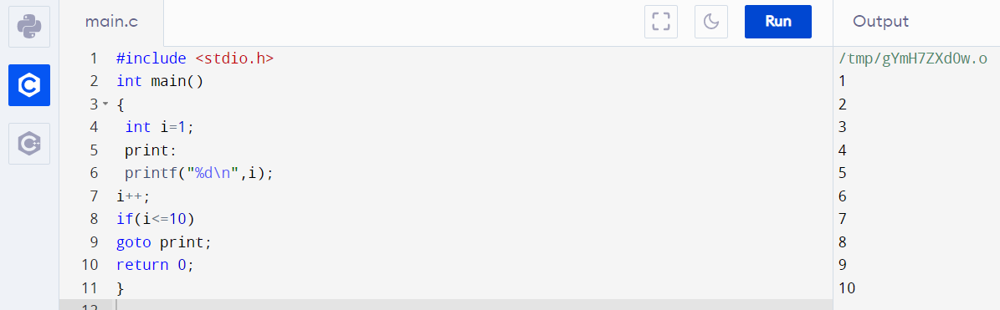 main.c
Run
Output
1 #include <stdio.h>
2 int main()
3 {
4 int i=1;
5 print:
6 printf("%d\n",i);
7 i++;
8 if(i<=10)
9 goto print;
10 return 0;
11 }
12
/tmp/gYmH7ZXd0w.o
1
2
3
4
5
6
7
8
9
10